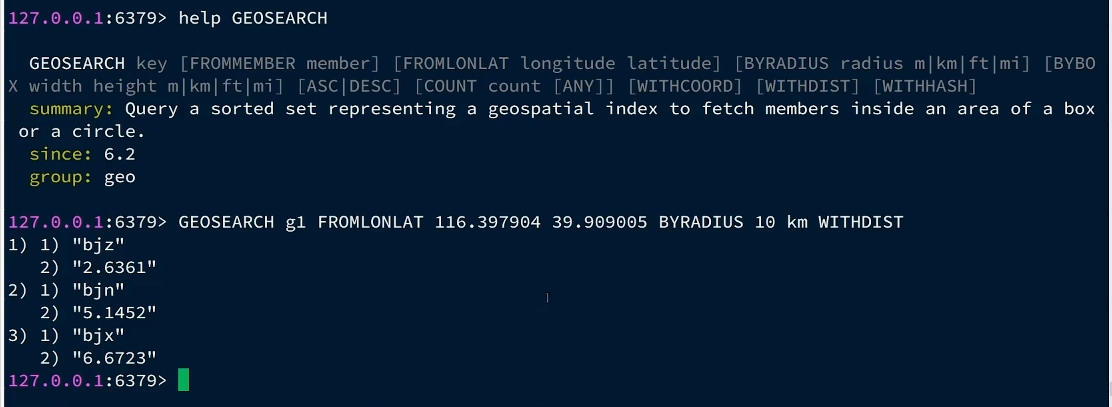 127.0.0.1:6379> help GEOSEARCH
GEOSEARCH key [FROMMEMBER member] [FROMLONLAT longitude latitude] [BYRADIUS radius m|km|ft|mi] [BYBO
X width height m|km|ft|mi] [ASC|DESC] [COUNT count [ANY]] [WITHCOORD] [WITHDIST] [WITHHASH]
summary: Query a sorted set representing a geospatial index to fetch members inside an area of a box
or a circle.
since: 6.2
group: geo
127.0.0.1:6379> GEOSEARCH g1 FROMLONLAT 116.397904 39.909005 BYRADIUS 10 km WITHDIST
1) 1) "bjz"
2) "2.6361"
2) 1) "bjn"
2) "5.1452"
3) 1) "bjx"
2) "6.6723"
127.0.0.1:6379>